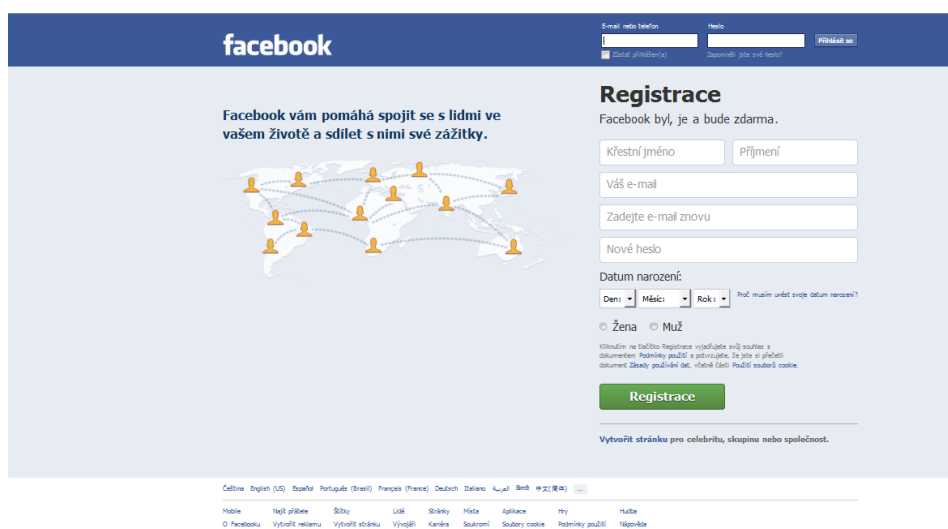 facebook
E-mail nebo telefon
Heslo
Přihlásit se
Zůstat přihlášen(a)
Zapomněli jste své heslo?
Facebook vám pomáhá spojit se s lidmi ve
vašem životě a sdílet s nimi své zážitky.
Registrace
Facebook byl, je a bude zdarma.
Křestní jméno
Příjmení
Váš e-mail
Zadejte e-mail znovu
Nové heslo
Datum narození:
Den: Měsíc: Rok:
Proč musím uvést svoje datum narození?
Žena Muž
Kliknutím na tlačítko Registrace vyjadřujete svůj souhlas s
dokumentem Podmínky použití a potvrzujete, že jste si přečetli
dokument Zásady používání dat, včetně části Použití souborů cookie.
Registrace
Vytvořit stránku pro celebritu, skupinu nebo společnost.
Čeština English (US) Español Português (Brasil) Français (France) Deutsch Italiano العربية हिन्दी 中文(简体) ...
Mobile Najít přátele Štítky Lidé Stránky Místa Aplikace Hry Hudba
O Facebooku Vytvořit reklamu Vytvořit stránku Vývojáři Kariéra Soukromí Soubory cookie Podmínky použití Nápověda